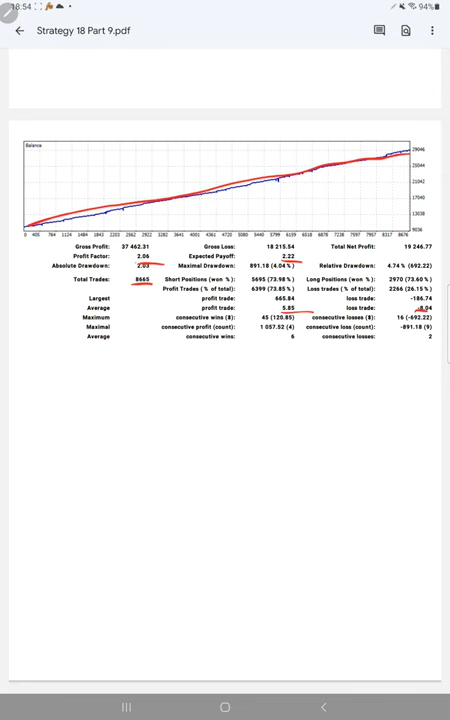 18:54 94%
Strategy 18 Part 9.pdf
Balance
29046
25044
21042
17040
13038
9036
0 405 764 1124 1484 1843 2203 2562 2922 3282 3641 4001 4361 4720 5080 5440 5799 6159 6518 6878 7238 7597 7957 8317 8676
Gross Profit: 37 462.31 Gross Loss: 18 215.54 Total Net Profit: 19 246.77
Profit Factor: 2.06 Expected Payoff: 2.22
Absolute Drawdown: 2.03 Maximal Drawdown: 891.18 (4.04%) Relative Drawdown: 4.74% (692.22)
Total Trades: 8665 Short Positions (won %): 5695 (73.98%) Long Positions (won %): 2970 (73.60%)
Profit Trades (% of total): 6399 (73.85%) Loss trades (% of total): 2266 (26.15%)
Largest profit trade: 665.84 loss trade: -186.74
Average profit trade: 5.85 loss trade: -8.04
Maximum consecutive wins ($): 45 (120.85) consecutive losses ($): 16 (-692.22)
Maximal consecutive profit (count): 1 057.52 (4) consecutive loss (count): -891.18 (9)
Average consecutive wins: 6 consecutive losses: 2